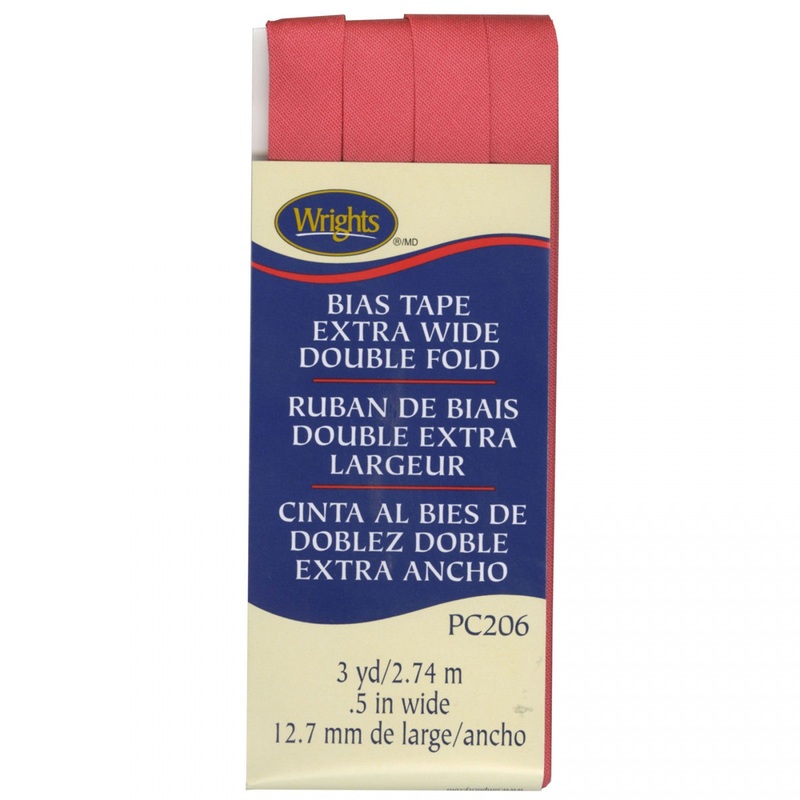 Wrights
®/MD
BIAS TAPE
EXTRA WIDE
DOUBLE FOLD
RUBAN DE BIAIS
DOUBLE EXTRA
LARGEUR
CINTA AL BIES DE
DOBLEZ DOBLE
EXTRA ANCHO
PC206
3 yd/2.74 m
.5 in wide
12.7 mm de large/ancho